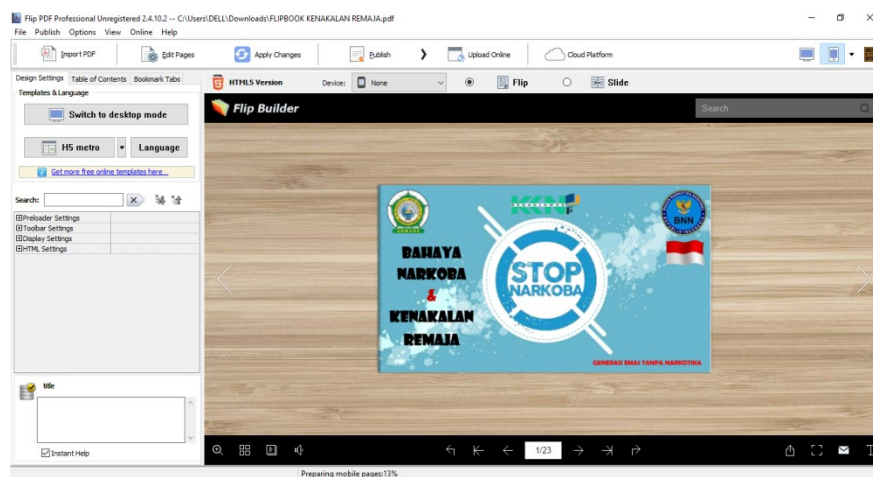 Flip PDF Professional Unregistered 2.4.10.2 -- C:\Users\DELL\Downloads\FLIPBOOK KENAKALAN REMAJA.pdf
File Publish Options View Online Help
Import PDF Edit Pages Apply Changes Publish Upload Online Cloud Platform
Design Settings Table of Contents Bookmark Tabs
HTML5 Version Device: None Flip Slide
Templates & Language
Switch to desktop mode
H5 metro Language
Get more free online templates here...
Search:
Preloader Settings
Toolbar Settings
Display Settings
HTML Settings
title
Instant Help
Flip Builder
Search
KKN
BNN
BAHAYA
NARKOBA
&
KENAKALAN
REMAJA
STOP
NARKOBA
GENERASI EMAS TANPA NARKOTIKA
1/23
T
Preparing mobile pages:13%